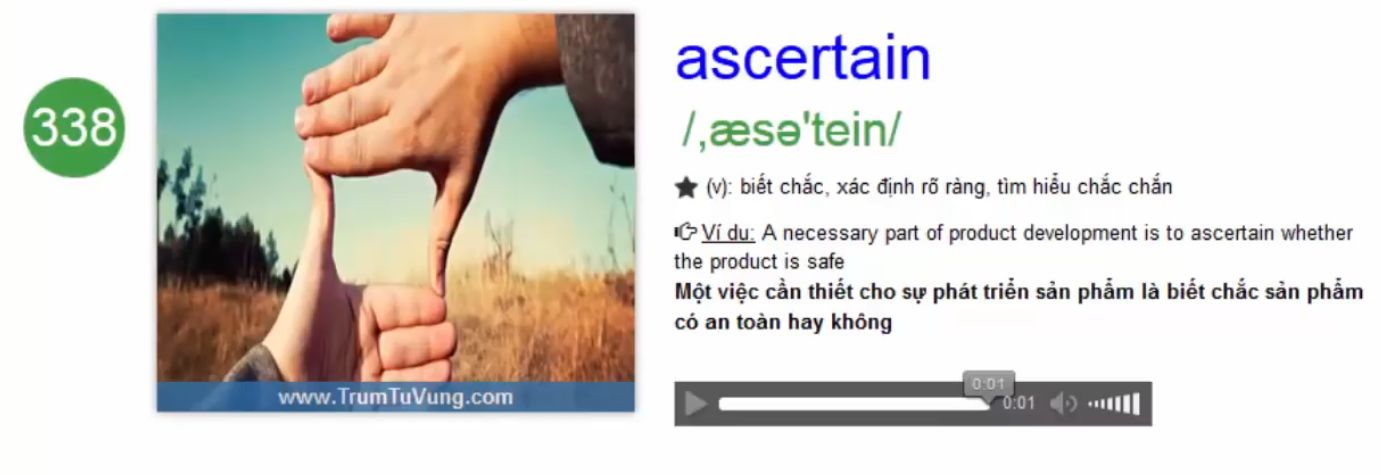 338
ascertain
/,æsə'tein/
(v): biết chắc, xác định rõ ràng, tìm hiểu chắc chắn
Ví du: A necessary part of product development is to ascertain whether
the product is safe
Một việc cần thiết cho sự phát triển sản phẩm là biết chắc sản phẩm
có an toàn hay không
www.TrumTuVung.com
0:01
0:01